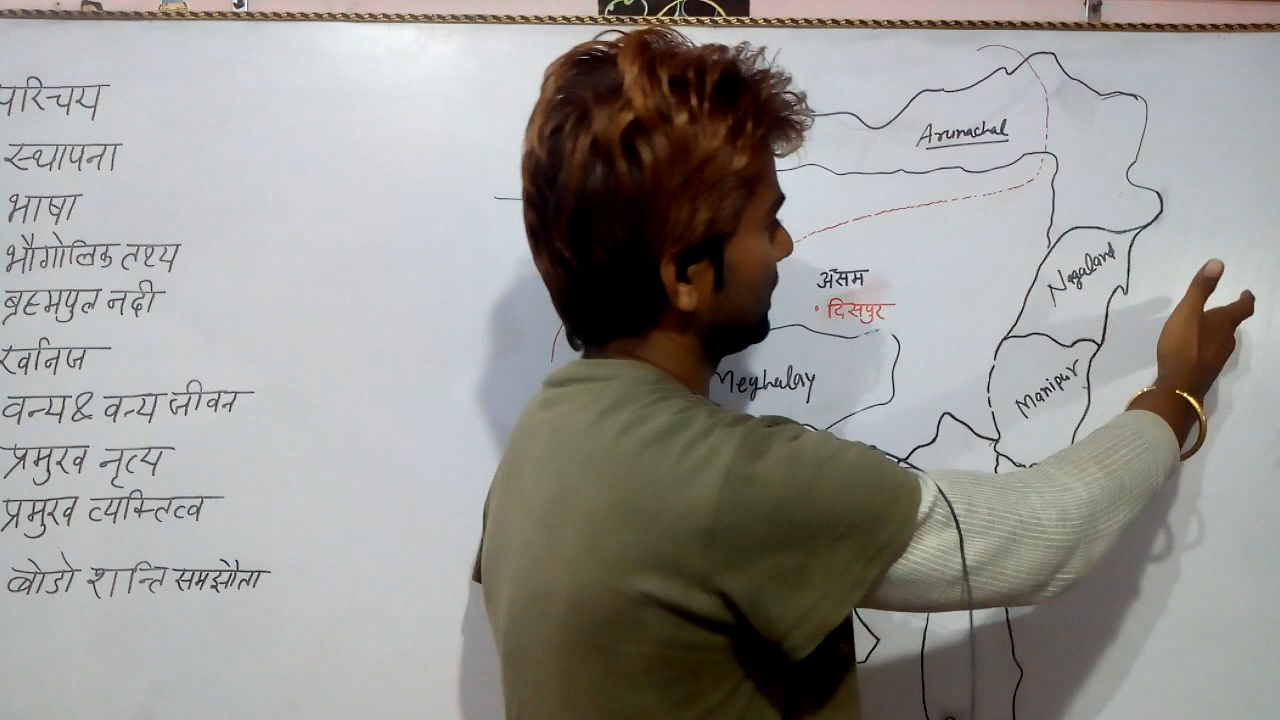 परिचय
स्थापना
भाषा
भौगोलिक तथ्य
ब्रह्मपुत्र नदी
खनिज
वन्य & वन्य जीवन
प्रमुख नृत्य
प्रमुख व्यक्तित्व
बोडो शान्ति समझौता
Arunachal
Nagaland
असम
• दिसपुर
Meghalay
Manipur